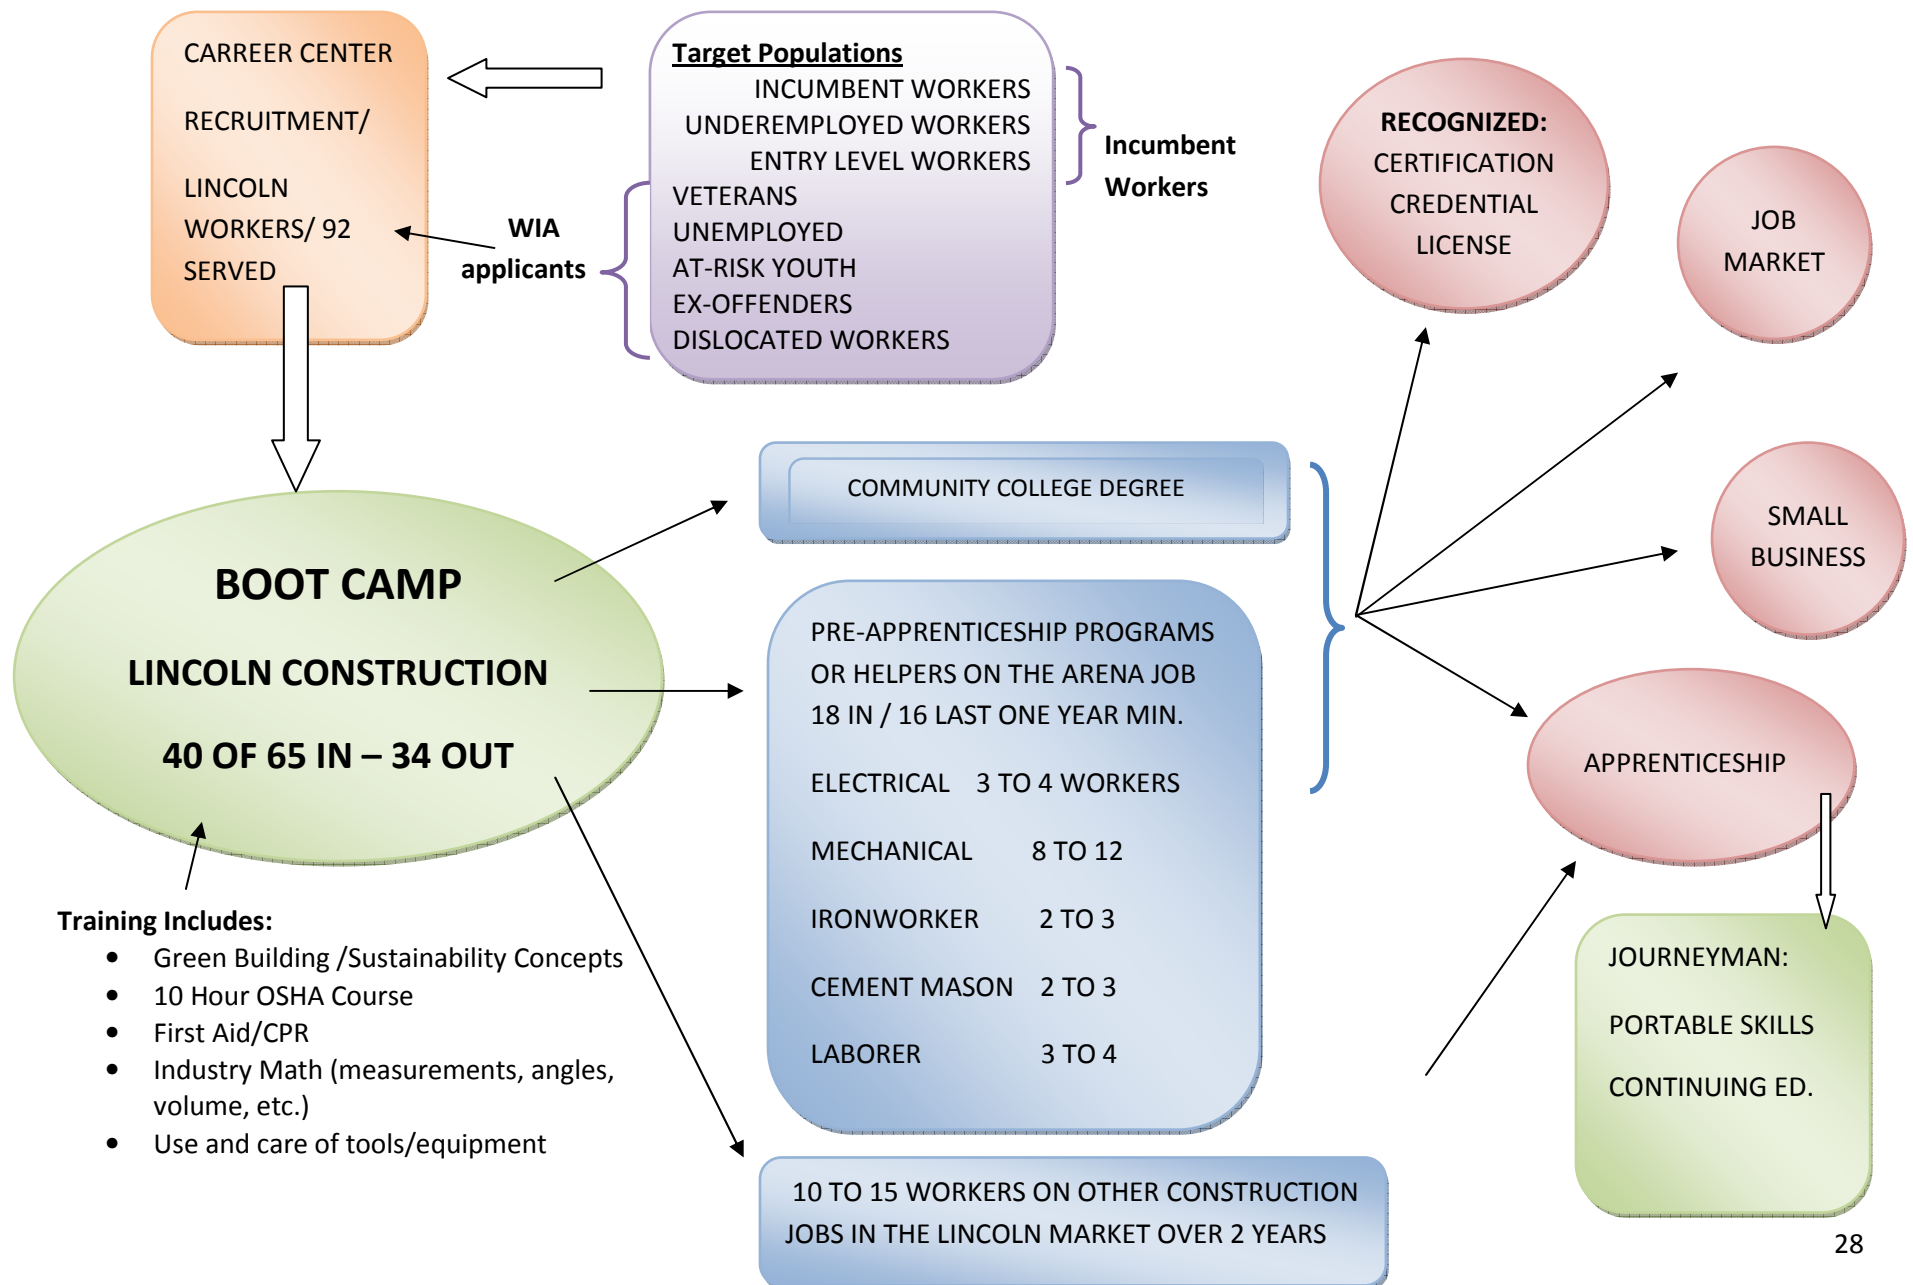 CARREER CENTER
RECRUITMENT/
LINCOLN
WORKERS/ 92
SERVED
WIA
applicants
Target Populations
INCUMBENT WORKERS
UNDEREMPLOYED WORKERS
ENTRY LEVEL WORKERS
VETERANS
UNEMPLOYED
AT-RISK YOUTH
EX-OFFENDERS
DISLOCATED WORKERS
Incumbent
Workers
RECOGNIZED:
CERTIFICATION
CREDENTIAL
LICENSE
JOB
MARKET
SMALL
BUSINESS
APPRENTICESHIP
JOURNEYMAN:
PORTABLE SKILLS
CONTINUING ED.
BOOT CAMP
LINCOLN CONSTRUCTION
40 OF 65 IN – 34 OUT
Training Includes:
• Green Building /Sustainability Concepts
• 10 Hour OSHA Course
• First Aid/CPR
• Industry Math (measurements, angles,
volume, etc.)
• Use and care of tools/equipment
COMMUNITY COLLEGE DEGREE
PRE-APPRENTICESHIP PROGRAMS
OR HELPERS ON THE ARENA JOB
18 IN / 16 LAST ONE YEAR MIN.
ELECTRICAL 3 TO 4 WORKERS
MECHANICAL 8 TO 12
IRONWORKER 2 TO 3
CEMENT MASON 2 TO 3
LABORER 3 TO 4
10 TO 15 WORKERS ON OTHER CONSTRUCTION
JOBS IN THE LINCOLN MARKET OVER 2 YEARS
28